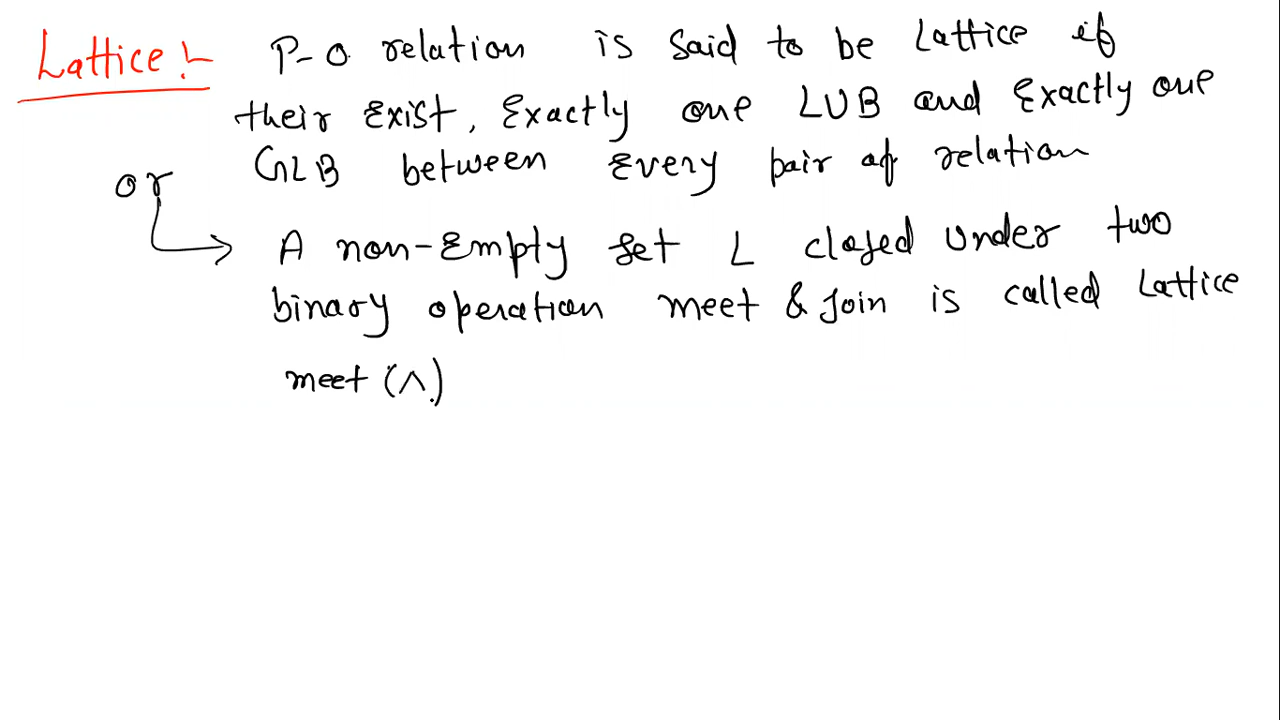 Lattice :- P-O relation is said to be Lattice if
their exist, exactly one LUB and exactly one
GLB between every pair of relation
or
A non-empty set L closed under two
binary operation meet & join is called Lattice
meet (∧)